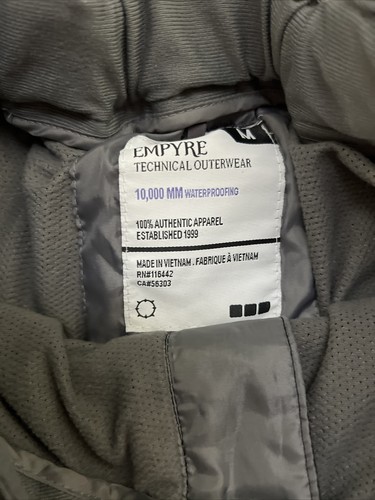 M
EMPYRE
TECHNICAL OUTERWEAR
10,000 MM WATERPROOFING
100% AUTHENTIC APPAREL
ESTABLISHED 1999
MADE IN VIETNAM . FABRIQUE À VIETNAM
RN#116442
CA#56303